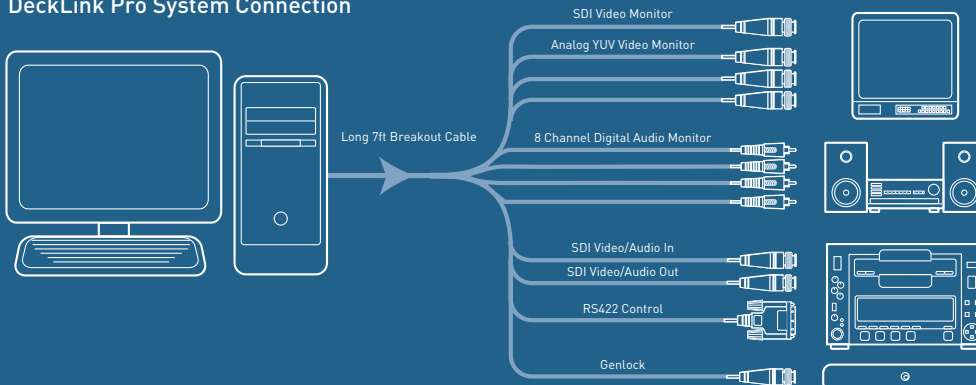 DeckLink Pro System Connection
SDI Video Monitor
Analog YUV Video Monitor
Long 7ft Breakout Cable
8 Channel Digital Audio Monitor
SDI Video/Audio In
SDI Video/Audio Out
RS422 Control
Genlock